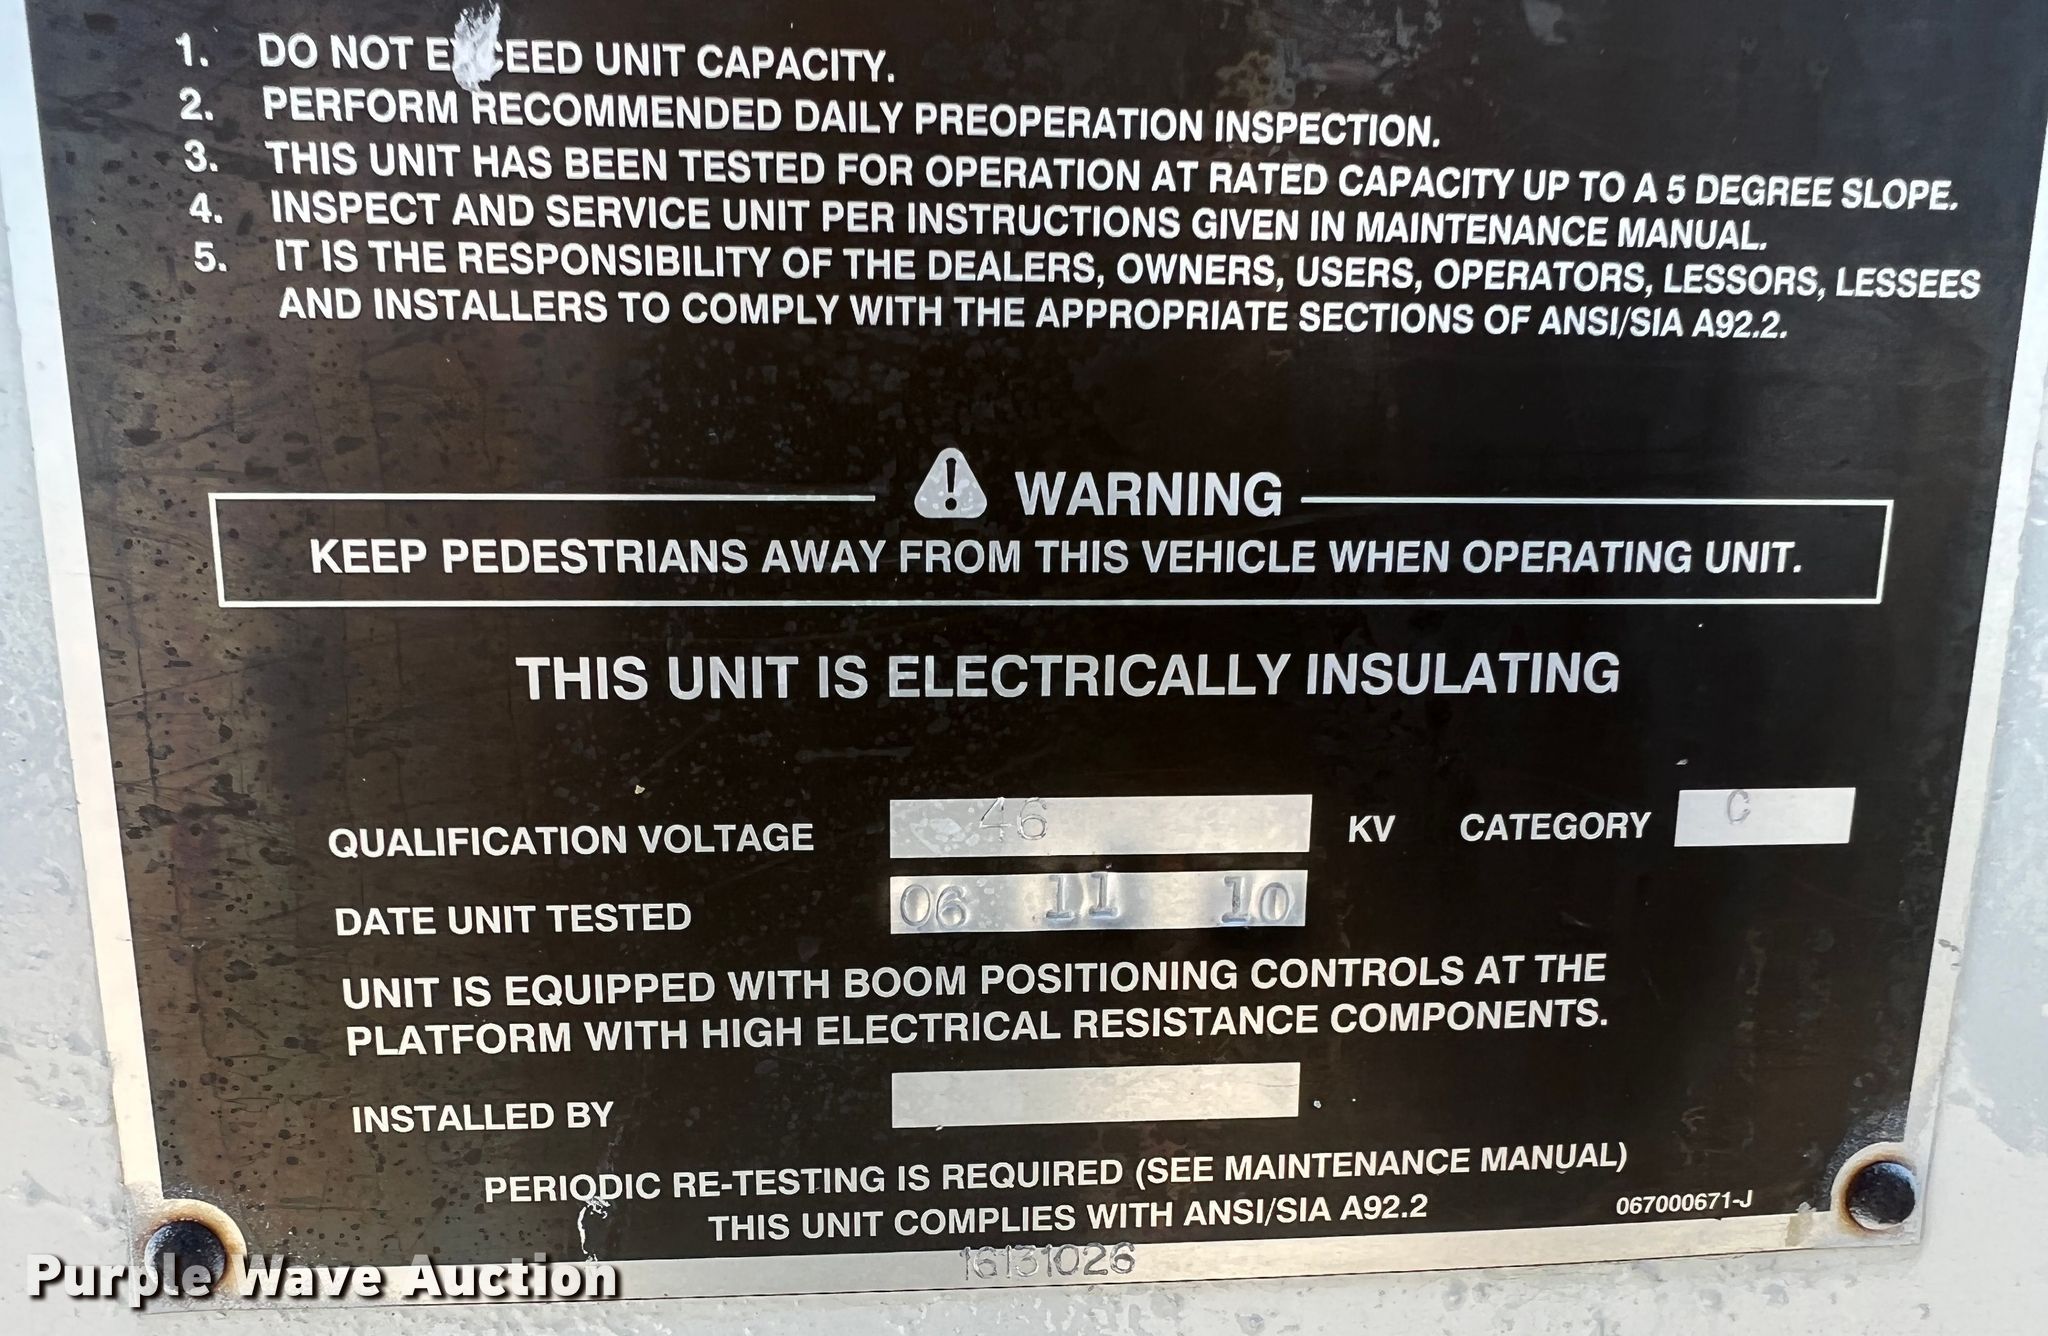 1. DO NOT EXCEED UNIT CAPACITY.
2. PERFORM RECOMMENDED DAILY PREOPERATION INSPECTION.
3. THIS UNIT HAS BEEN TESTED FOR OPERATION AT RATED CAPACITY UP TO A 5 DEGREE SLOPE.
4. INSPECT AND SERVICE UNIT PER INSTRUCTIONS GIVEN IN MAINTENANCE MANUAL.
5. IT IS THE RESPONSIBILITY OF THE DEALERS, OWNERS, USERS, OPERATORS, LESSORS, LESSEES
AND INSTALLERS TO COMPLY WITH THE APPROPRIATE SECTIONS OF ANSI/SIA A92.2.
WARNING
KEEP PEDESTRIANS AWAY FROM THIS VEHICLE WHEN OPERATING UNIT.
THIS UNIT IS ELECTRICALLY INSULATING
QUALIFICATION VOLTAGE 46 KV CATEGORY C
DATE UNIT TESTED 06 11 10
UNIT IS EQUIPPED WITH BOOM POSITIONING CONTROLS AT THE
PLATFORM WITH HIGH ELECTRICAL RESISTANCE COMPONENTS.
INSTALLED BY
PERIODIC RE-TESTING IS REQUIRED (SEE MAINTENANCE MANUAL)
THIS UNIT COMPLIES WITH ANSI/SIA A92.2
067000671-J
16131026
Purple Wave Auction